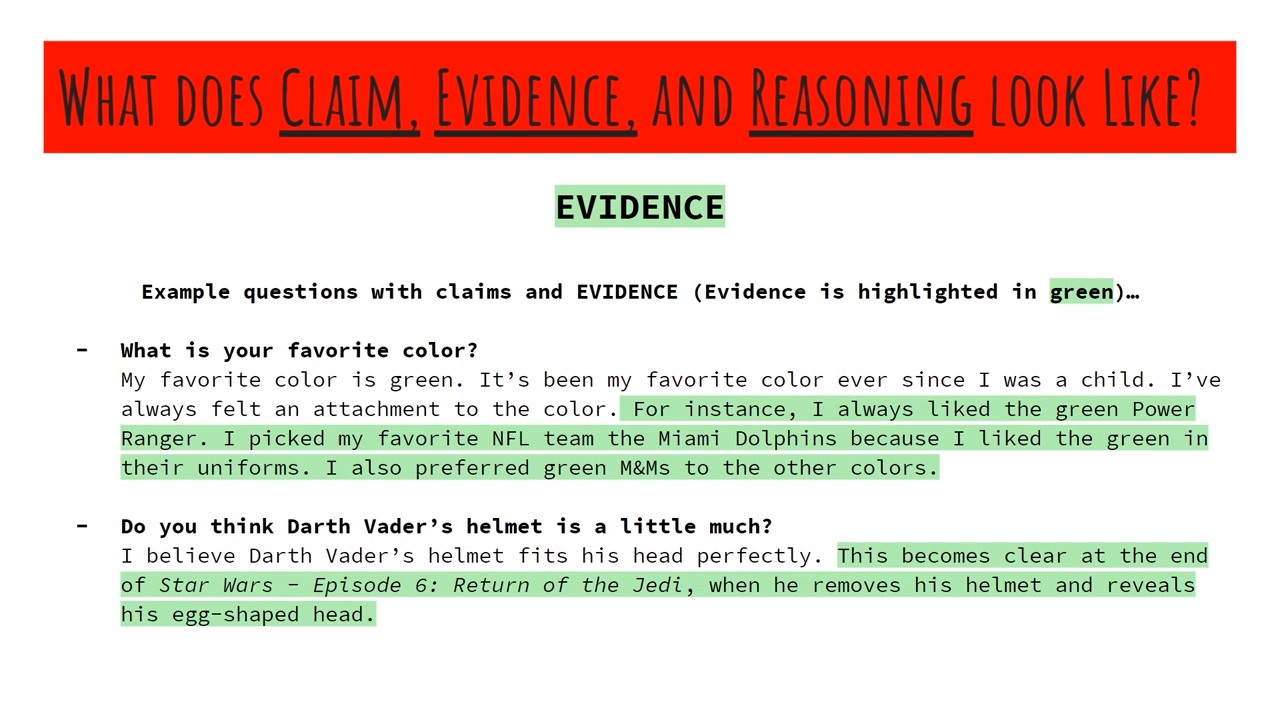 What does Claim, Evidence, and Reasoning look Like?
EVIDENCE
Example questions with claims and EVIDENCE (Evidence is highlighted in green)…
- What is your favorite color?
My favorite color is green. It’s been my favorite color ever since I was a child. I’ve
always felt an attachment to the color. For instance, I always liked the green Power
Ranger. I picked my favorite NFL team the Miami Dolphins because I liked the green in
their uniforms. I also preferred green M&Ms to the other colors.
- Do you think Darth Vader’s helmet is a little much?
I believe Darth Vader’s helmet fits his head perfectly. This becomes clear at the end
of Star Wars - Episode 6: Return of the Jedi, when he removes his helmet and reveals
his egg-shaped head.